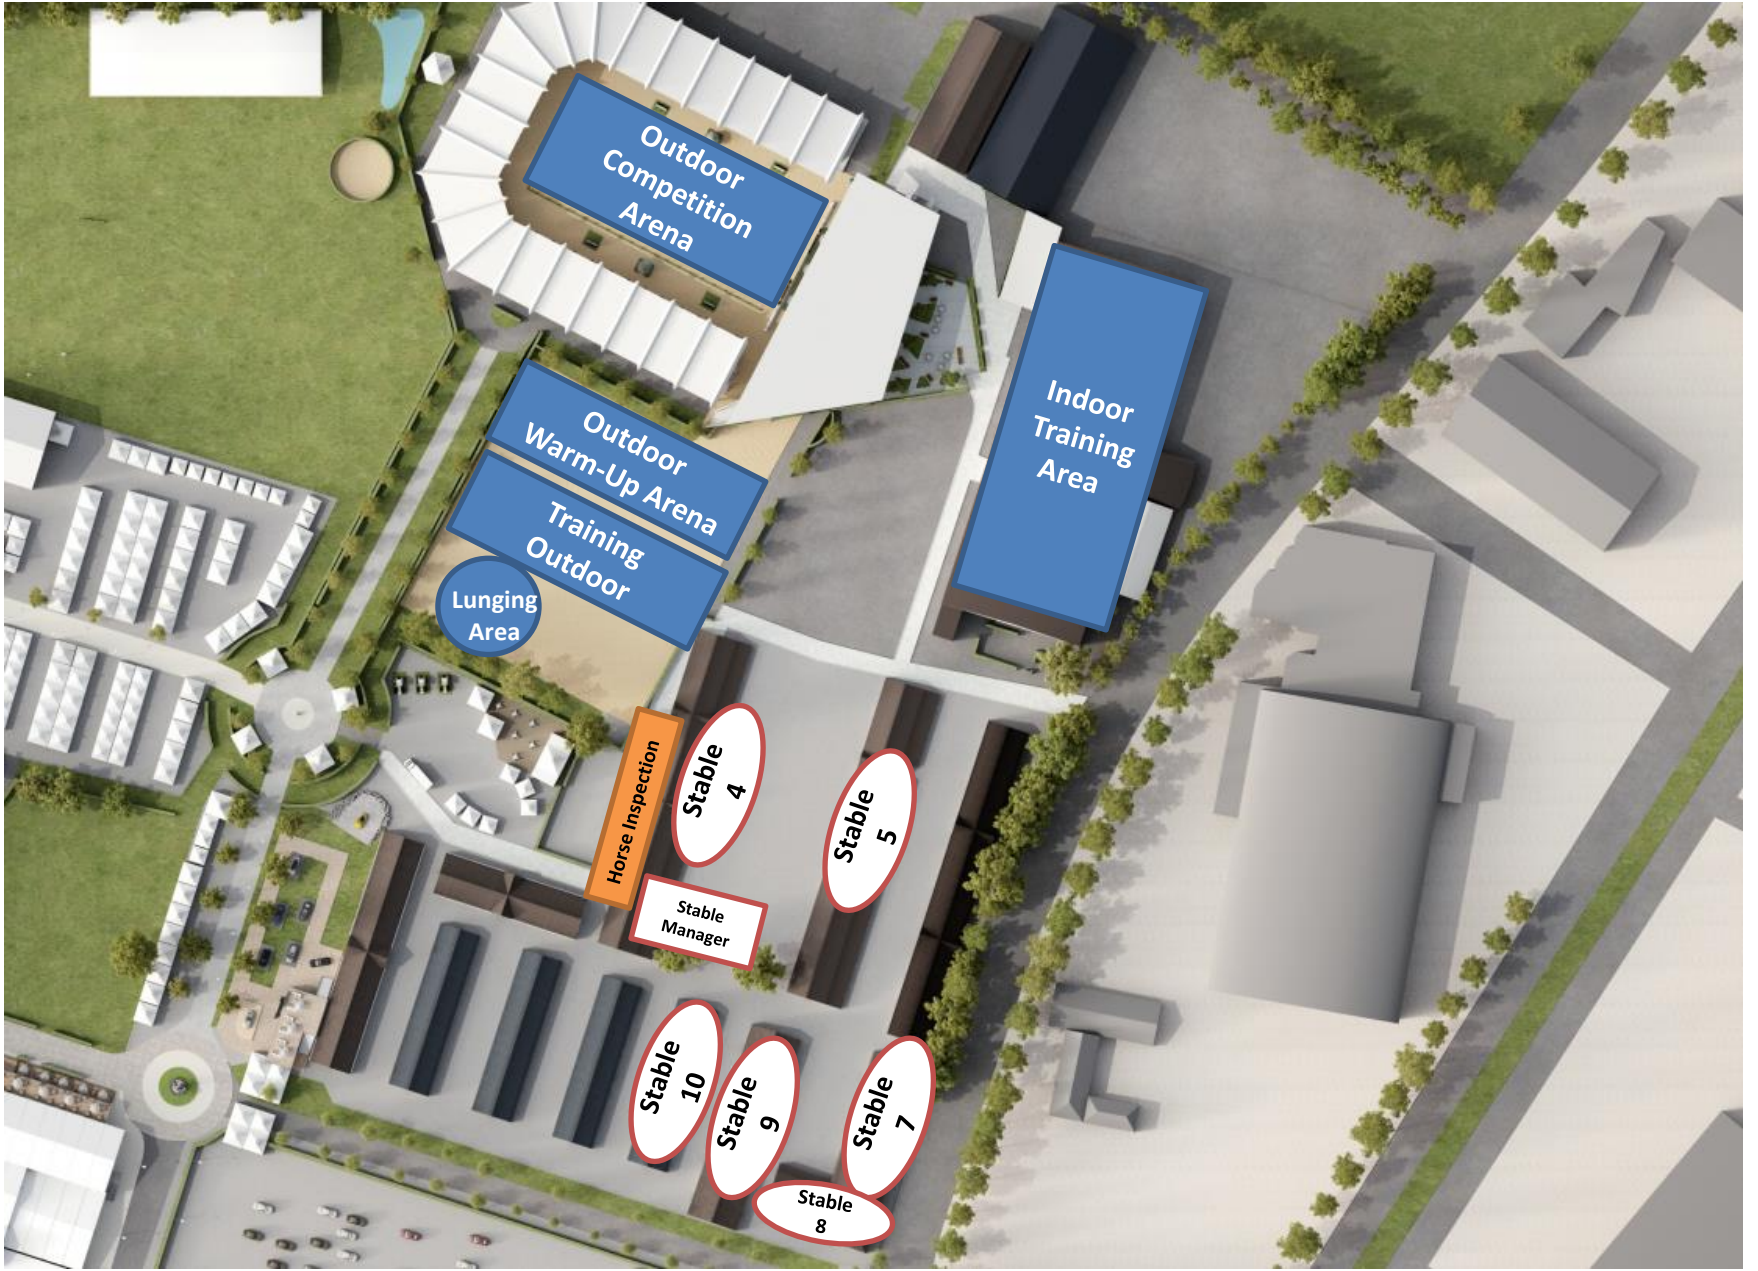 Outdoor
Competition
Arena
Indoor
Training
Area
Outdoor
Warm-Up Arena
Training
Outdoor
Lunging
Area
Horse Inspection
Stable
4
Stable
5
Stable
Manager
Stable
10
Stable
9
Stable
7
Stable
8